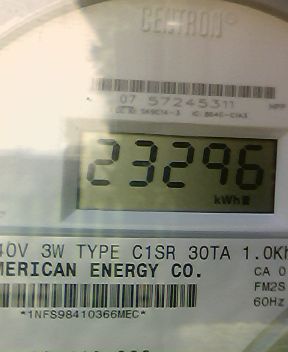 CENTRON®
07 57245311
23296
kWh
40V 3W TYPE C1SR 30TA 1.0Kh
MERICAN ENERGY CO.
CA 0
FM2S
60Hz
*1NFS98410366MEC*